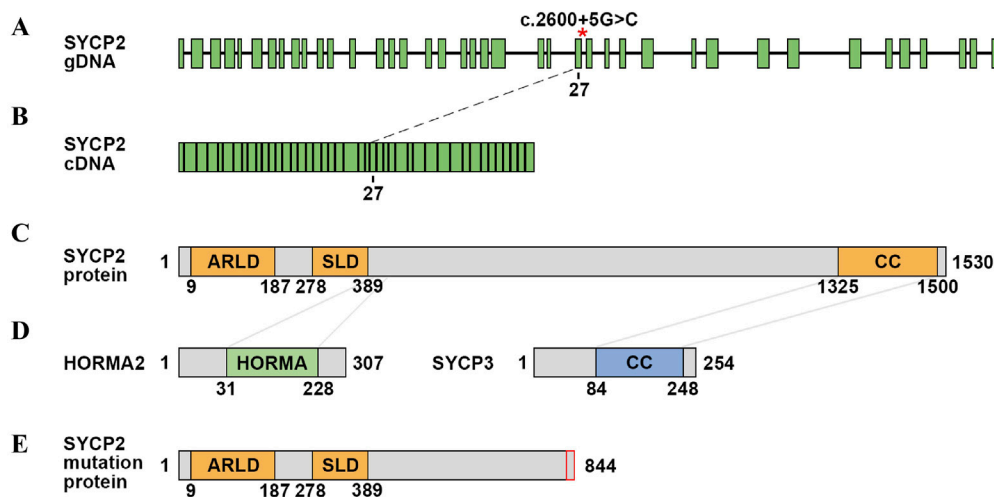 A
c.2600+5G>C
SYCP2
gDNA
*
27
B
SYCP2
cDNA
27
C
SYCP2
protein
1 ARLD SLD CC 1530
9 187 278 389 1325 1500
D
HORMA2 1 HORMA 307 SYCP3 1 CC 254
31 228 84 248
E
SYCP2
mutation
protein
1 ARLD SLD 844
9 187 278 389